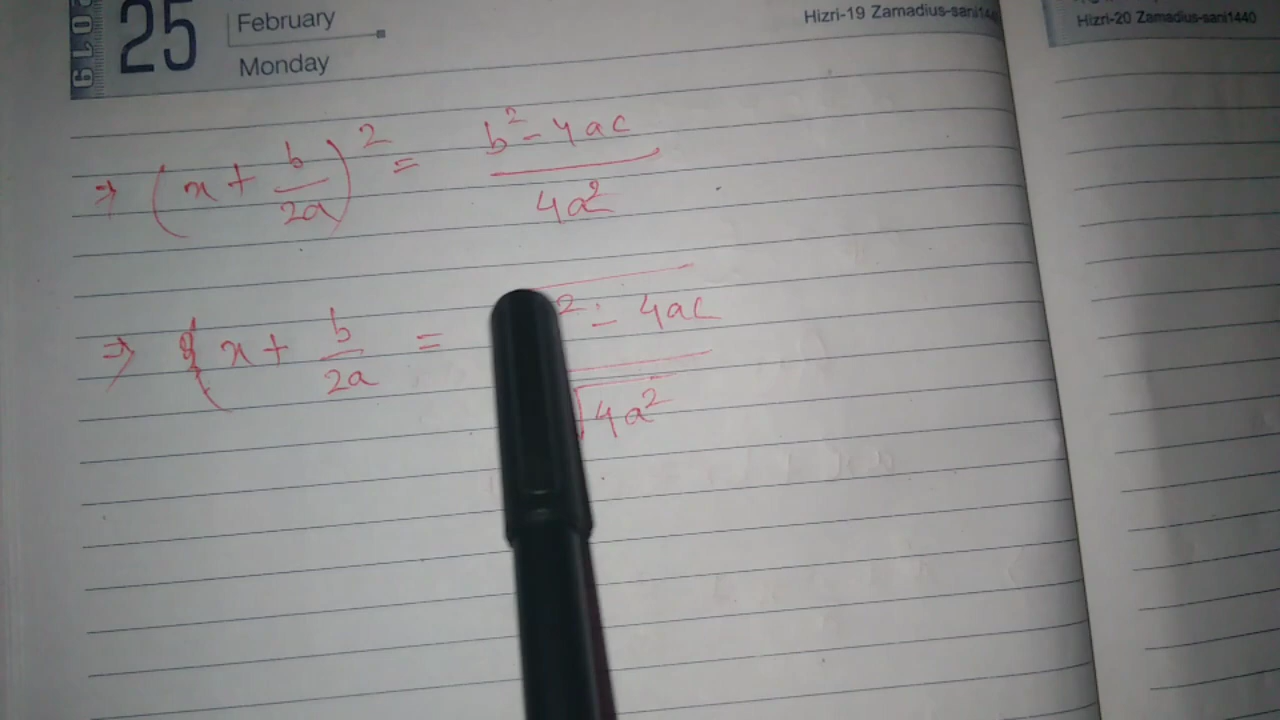 2019 25 February
Monday
Hizri-19 Zamadius-sani14
Hizri-20 Zamadius-sani1440
⇒ (x + b/2a)² = b² - 4ac / 4a²
⇒ x + b/2a = ² - 4ac / √4a²